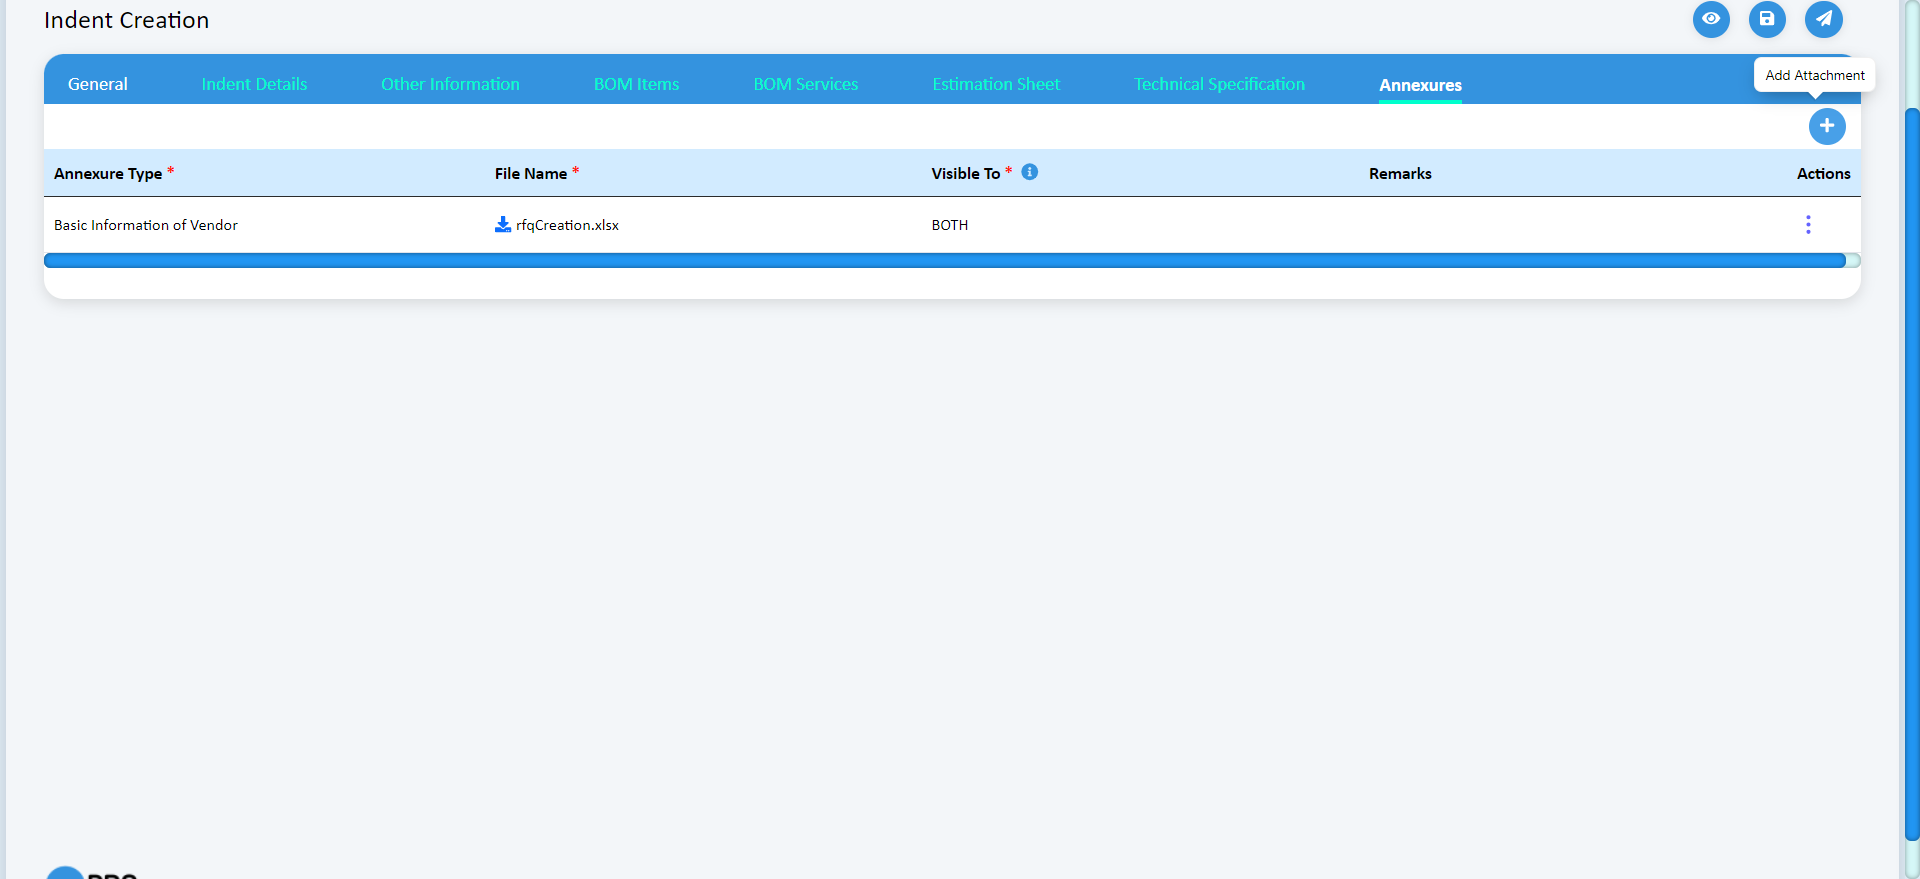 Indent Creation
General Indent Details Other Information BOM Items BOM Services Estimation Sheet Technical Specification Annexures
Add Attachment
Annexure Type * File Name * Visible To * Remarks Actions
Basic Information of Vendor rfqCreation.xlsx BOTH